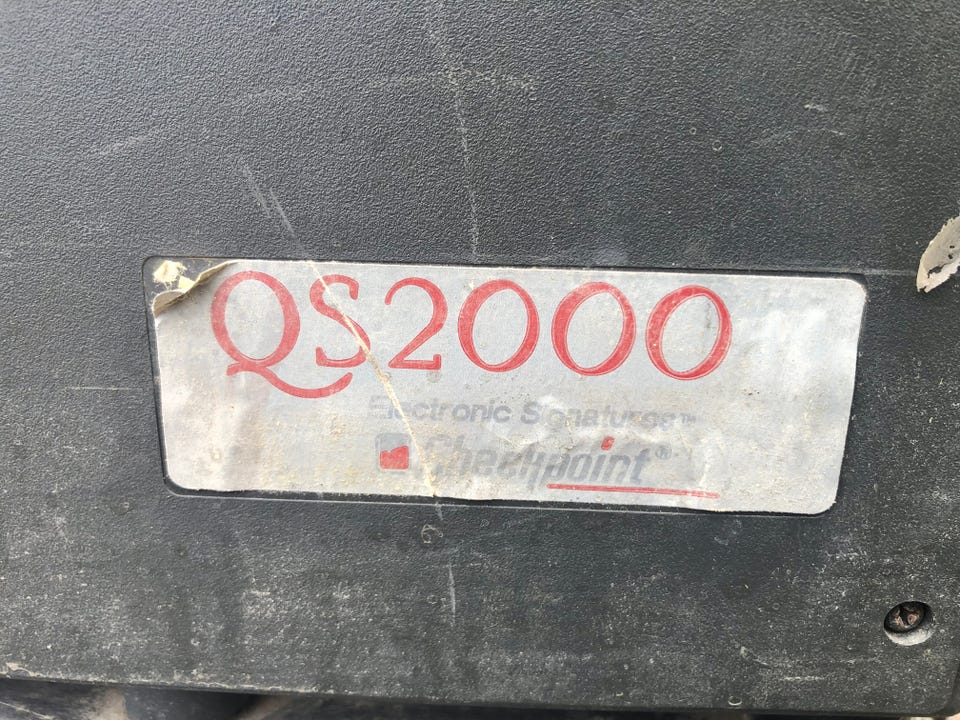 QS2000
Electronic Signatures™
Checkpoint®